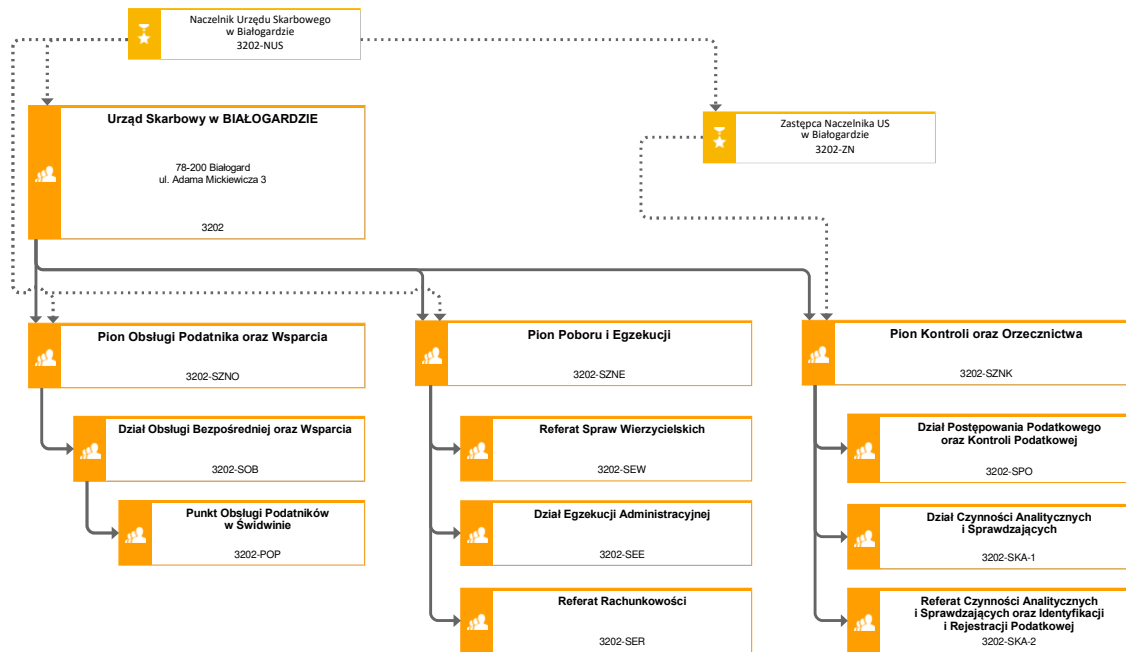 Naczelnik Urzędu Skarbowego
w Białogardzie
3202-NUS
Urząd Skarbowy w BIAŁOGARDZIE
78-200 Białogard
ul. Adama Mickiewicza 3
3202
Zastępca Naczelnika US
w Białogardzie
3202-ZN
Pion Obsługi Podatnika oraz Wsparcia
3202-SZNO
Dział Obsługi Bezpośredniej oraz Wsparcia
3202-SOB
Punkt Obsługi Podatników
w Świdwinie
3202-POP
Pion Poboru i Egzekucji
3202-SZNE
Referat Spraw Wierzycielskich
3202-SEW
Dział Egzekucji Administracyjnej
3202-SEE
Referat Rachunkowości
3202-SER
Pion Kontroli oraz Orzecznictwa
3202-SZNK
Dział Postępowania Podatkowego
oraz Kontroli Podatkowej
3202-SPO
Dział Czynności Analitycznych
i Sprawdzających
3202-SKA-1
Referat Czynności Analitycznych
i Sprawdzających oraz Identyfikacji
i Rejestracji Podatkowej
3202-SKA-2